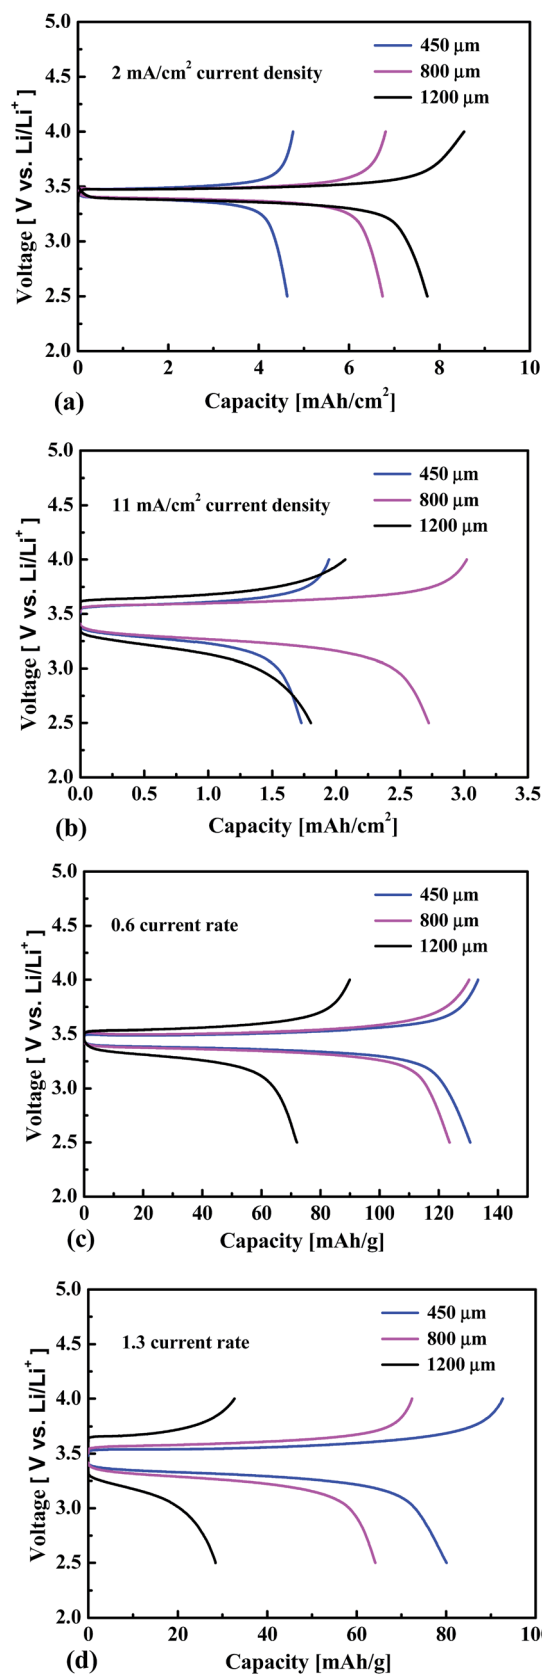 5.0
450 μm
800 μm
2 mA/cm² current density
1200 μm
4.5
4.0
3.5
3.0
2.5
2.0
Voltage [ V vs. Li/Li⁺ ]
0 2 4 6 8 10
(a) Capacity [mAh/cm²]
5.0
450 μm
800 μm
11 mA/cm² current density
1200 μm
4.5
4.0
3.5
3.0
2.5
2.0
Voltage [ V vs. Li/Li⁺ ]
0.0 0.5 1.0 1.5 2.0 2.5 3.0 3.5
(b) Capacity [mAh/cm²]
5.0
450 μm
800 μm
0.6 current rate
1200 μm
4.5
4.0
3.5
3.0
2.5
2.0
Voltage [ V vs. Li/Li⁺ ]
0 20 40 60 80 100 120 140
(c) Capacity [mAh/g]
5.0
450 μm
800 μm
1.3 current rate
1200 μm
4.5
4.0
3.5
3.0
2.5
2.0
Voltage [ V vs. Li/Li⁺ ]
0 20 40 60 80
(d) Capacity [mAh/g]